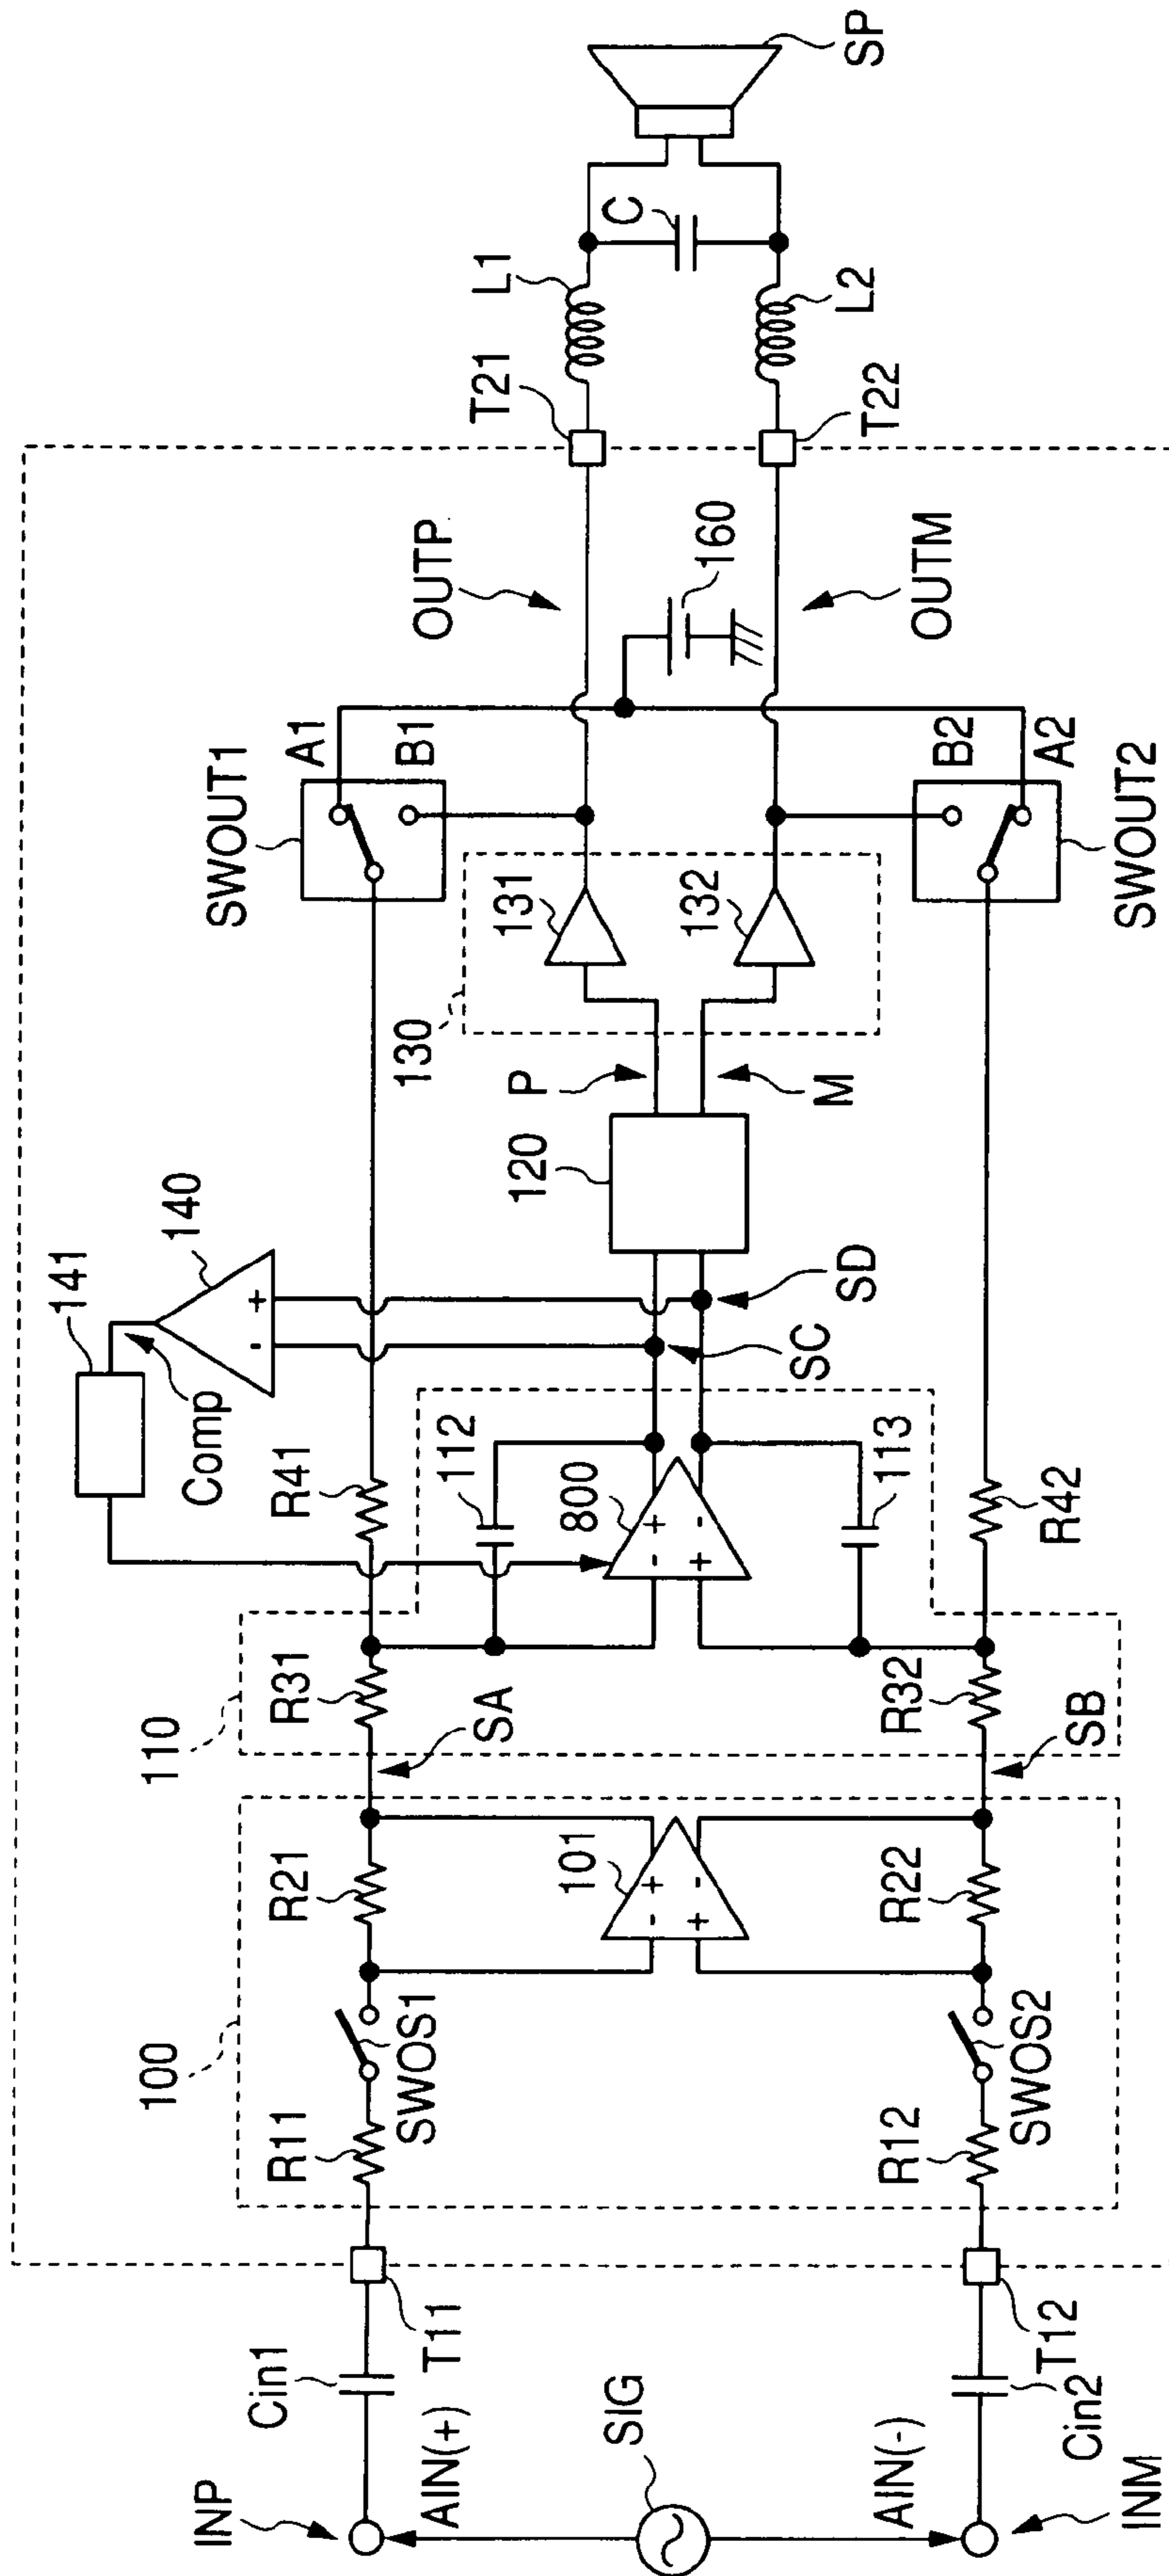 SWOUT1
A1
B1
OUTP
T21
L1
C
SP
160
141
140
Comp
R41
130
131
P
120
132
M
OUTM
T22
L2
110
R31
112
800
-
+
+
-
-
+
SC
SD
113
R42
B2
A2
SWOUT2
SA
R32
SB
100
R21
101
-
+
+
-
R22
R11
SWOS1
R12
SWOS2
Cin1
T11
INP
AIN(+)
SIG
AIN(-)
INM
T12
Cin2